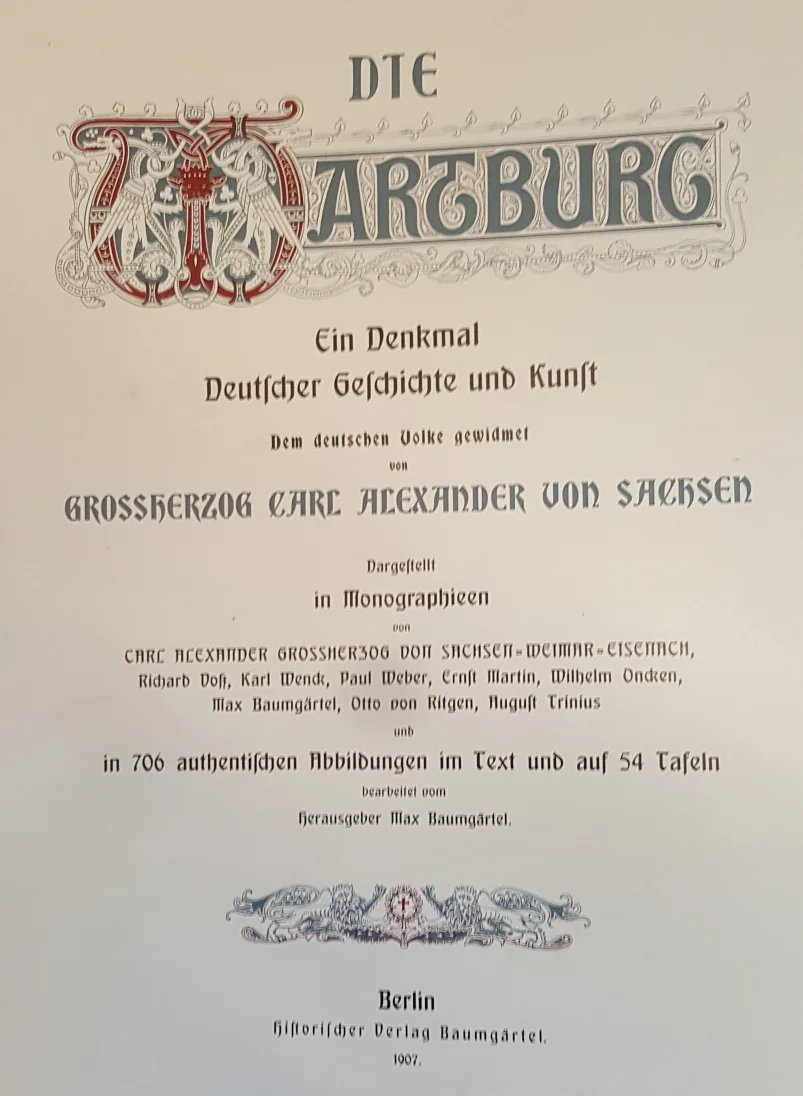 DIE
WARTBURG
Ein Denkmal
Deutſcher Geſchichte und Kunſt
Dem deutschen Volke gewidmet
von
GROSSHERZOG CARL ALEXANDER VON SACHSEN
Dargeſtellt
in Monographieen
von
CARL ALEXANDER GROSSHERZOG VON SACHSEN-WEIMAR-EISENACH,
Richard Voß, Karl Wenck, Paul Weber, Ernſt Martin, Wilhelm Oncken,
Max Baumgärtel, Otto von Ritgen, Auguſt Trinius
und
in 706 authentiſchen Abbildungen im Text und auf 54 Tafeln
bearbeitet vom
Herausgeber Max Baumgärtel.
Berlin
Hiſtoriſcher Verlag Baumgärtel.
1907.